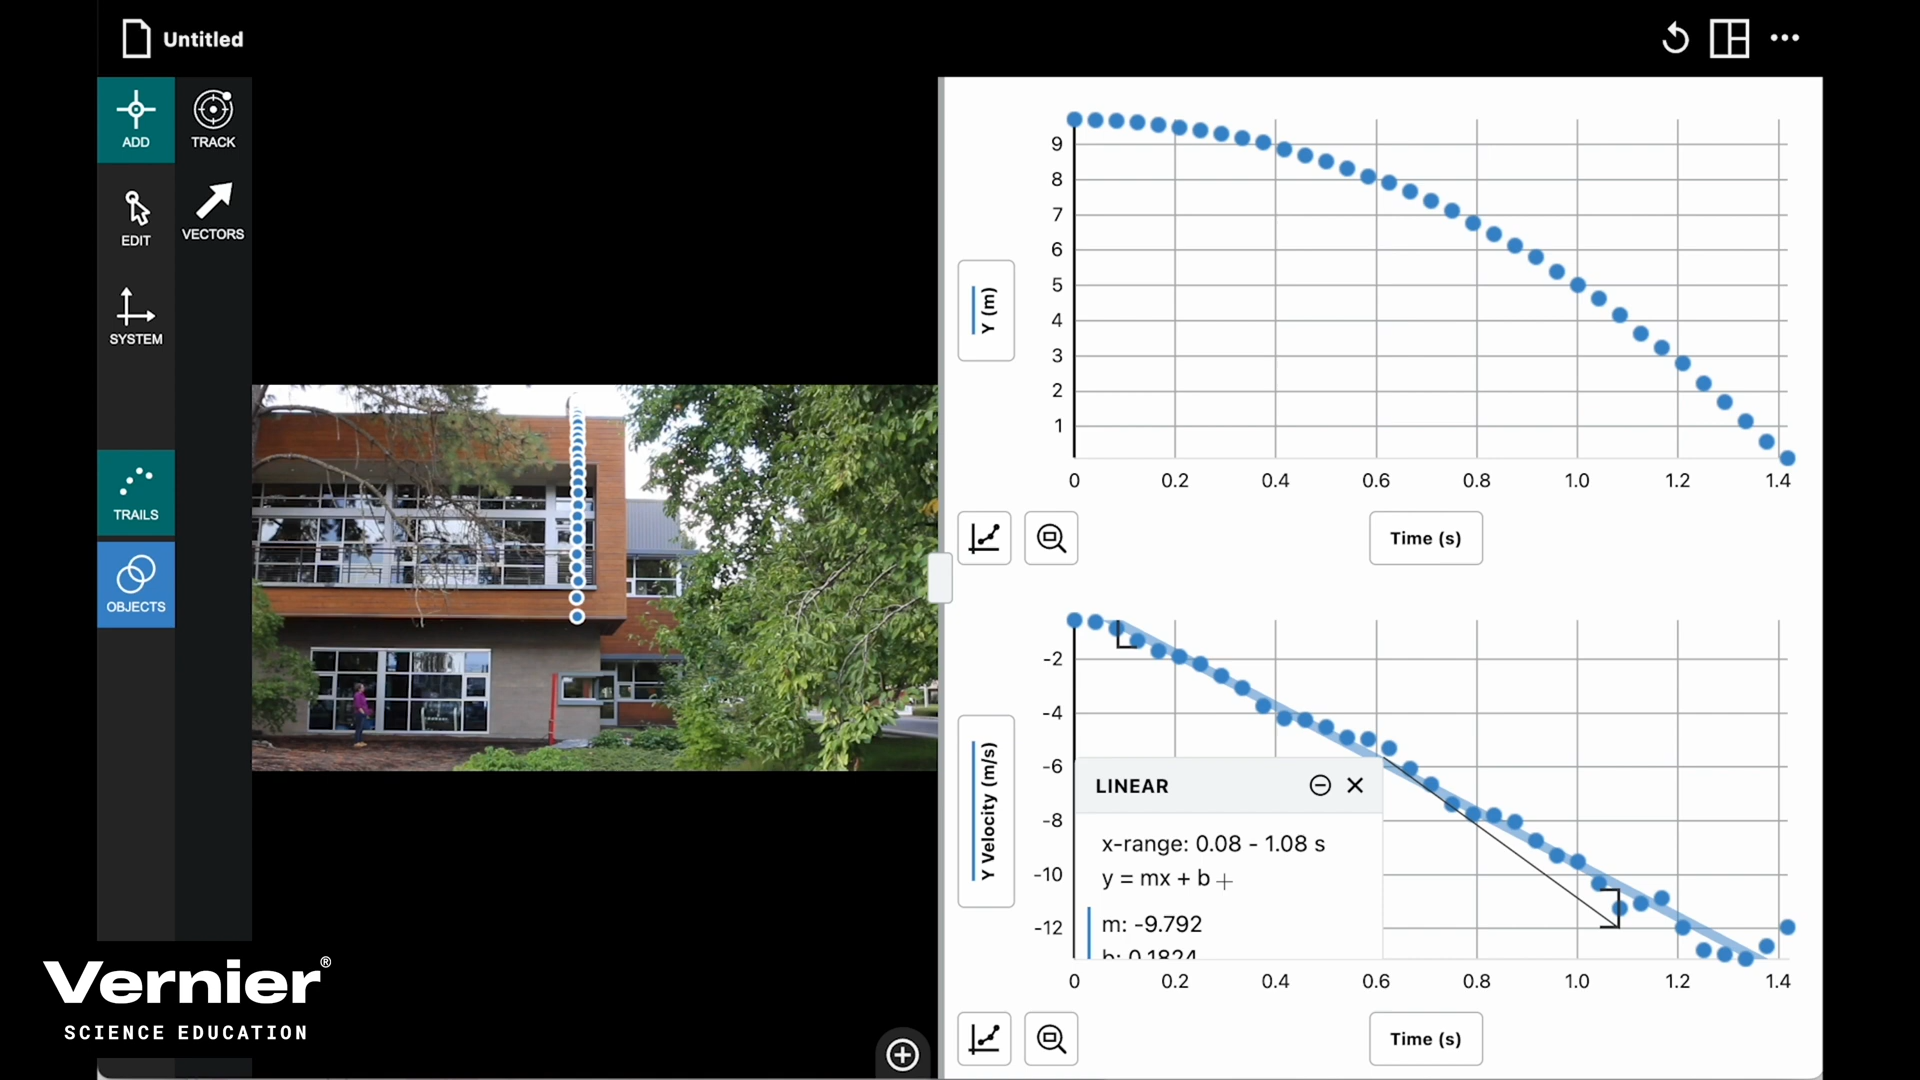 Untitled
ADD
TRACK
EDIT
VECTORS
SYSTEM
TRAILS
OBJECTS
Vernier®
SCIENCE EDUCATION
Y (m)
9
8
7
6
5
4
3
2
1
0 0.2 0.4 0.6 0.8 1.0 1.2 1.4
Time (s)
Y Velocity (m/s)
-2
-4
-6
-8
-10
-12
LINEAR
x-range: 0.08 - 1.08 s
y = mx + b
m: -9.792
b: 0.1824
0 0.2 0.4 0.6 0.8 1.0 1.2 1.4
Time (s)